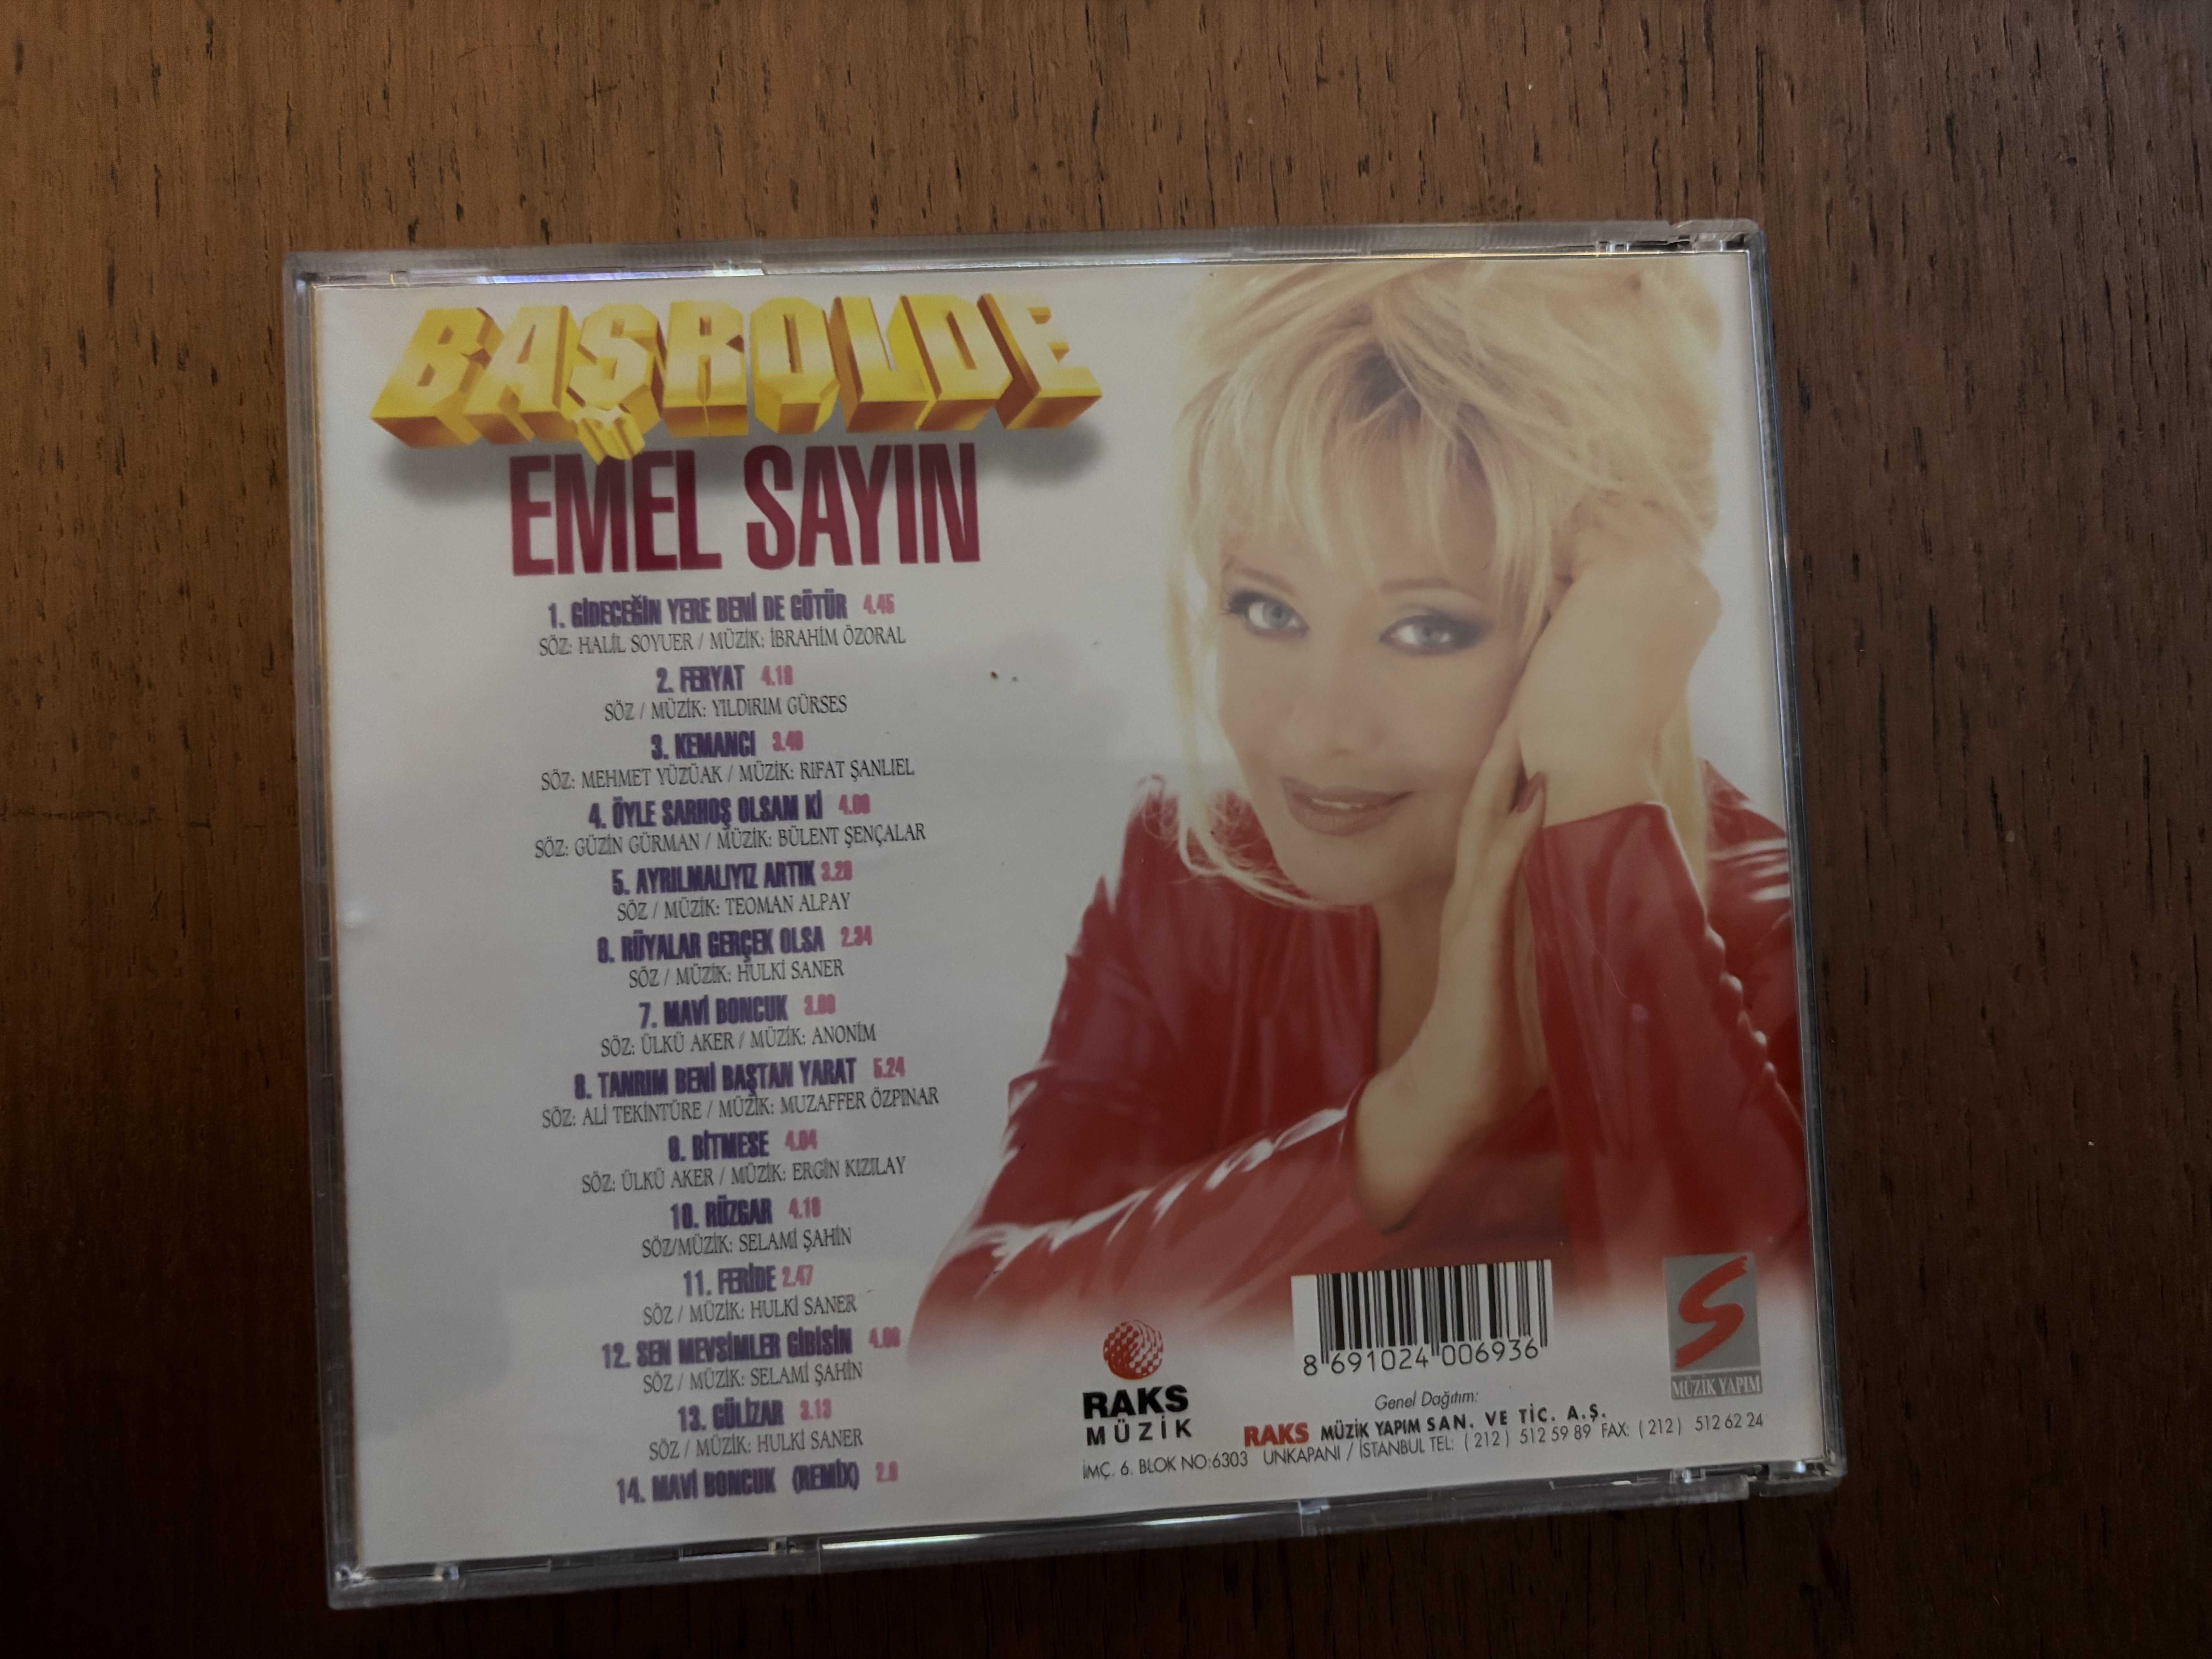 BAŞROLDE
EMEL SAYIN
1. GİDECEĞİN YERE BENİ DE GÖTÜR 4.45
SÖZ: HALİL SOYUER / MÜZİK: İBRAHİM ÖZORAL
2. FERYAT 4.18
SÖZ / MÜZİK: YILDIRIM GÜRSES
3. KEMANCI 3.48
SÖZ: MEHMET YÜZÜAK / MÜZİK: RIFAT ŞANLIEL
4. ÖYLE SARHOŞ OLSAM Kİ 4.00
SÖZ: GÜZİN GÜRMAN / MÜZİK: BÜLENT ŞENÇALAR
5. AYRILMALIYIZ ARTIK 3.20
SÖZ / MÜZİK: TEOMAN ALPAY
6. RÜYALAR GERÇEK OLSA 2.34
SÖZ / MÜZİK: HULKİ SANER
7. MAVİ BONCUK 3.00
SÖZ: ÜLKÜ AKER / MÜZİK: ANONİM
8. TANRIM BENİ BAŞTAN YARAT 5.24
SÖZ: ALİ TEKİNTÜRE / MÜZİK: MUZAFFER ÖZPINAR
9. BİTMESE 4.04
SÖZ: ÜLKÜ AKER / MÜZİK: ERGİN KIZILAY
10. RÜZGAR 4.10
SÖZ/MÜZİK: SELAMİ ŞAHİN
11. FERİDE 2.47
SÖZ / MÜZİK: HULKİ SANER
12. SEN MEVSİMLER GİBİSİN
SÖZ / MÜZİK: SELAMİ ŞAHİN
13. GÜLİZAR 3.13
SÖZ / MÜZİK: HULKİ SANER
14. MAVİ BONCUK (REMİX)
RAKS
MÜZİK
8 691024 006936
S
MÜZİK YAPIM
Genel Dağıtım:
RAKS MÜZİK YAPIM SAN. VE TİC. A.Ş.
İMÇ. 6. BLOK NO:6303 UNKAPANI / İSTANBUL TEL: (212) 512 59 89 FAX: (212) 512 62 24